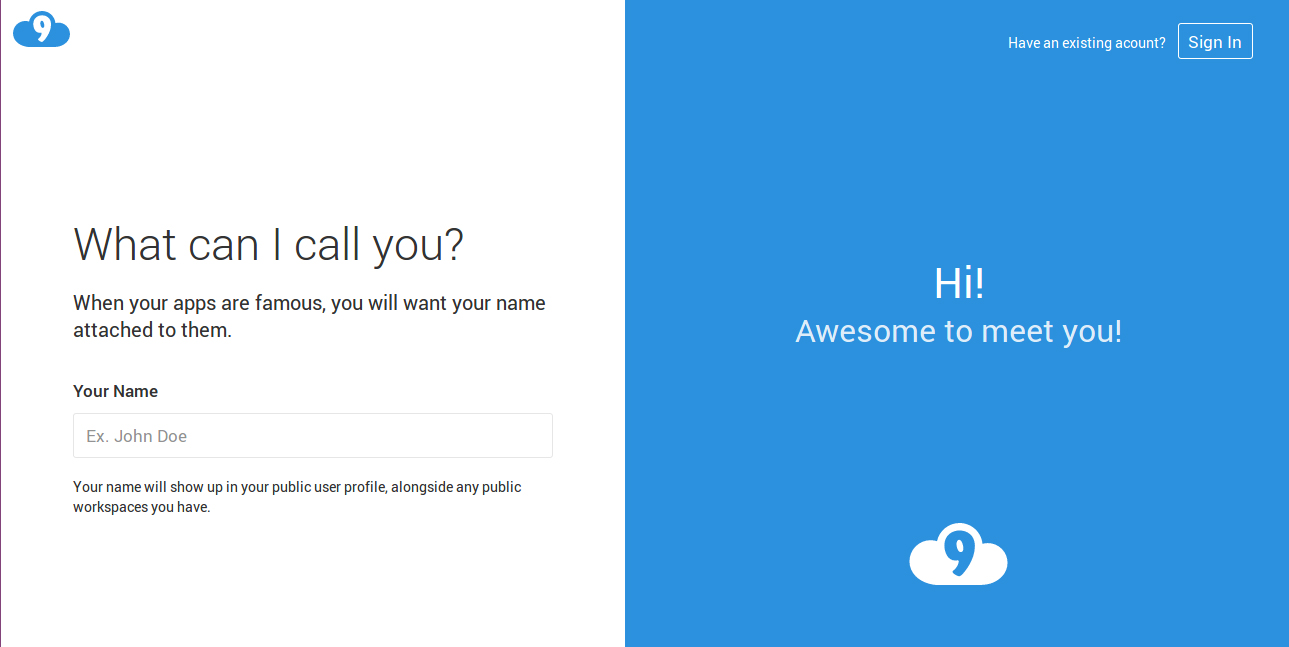 9
Have an existing acount?
Sign In
What can I call you?
When your apps are famous, you will want your name
attached to them.
Your Name
Ex. John Doe
Your name will show up in your public user profile, alongside any public
workspaces you have.
Hi!
Awesome to meet you!
9